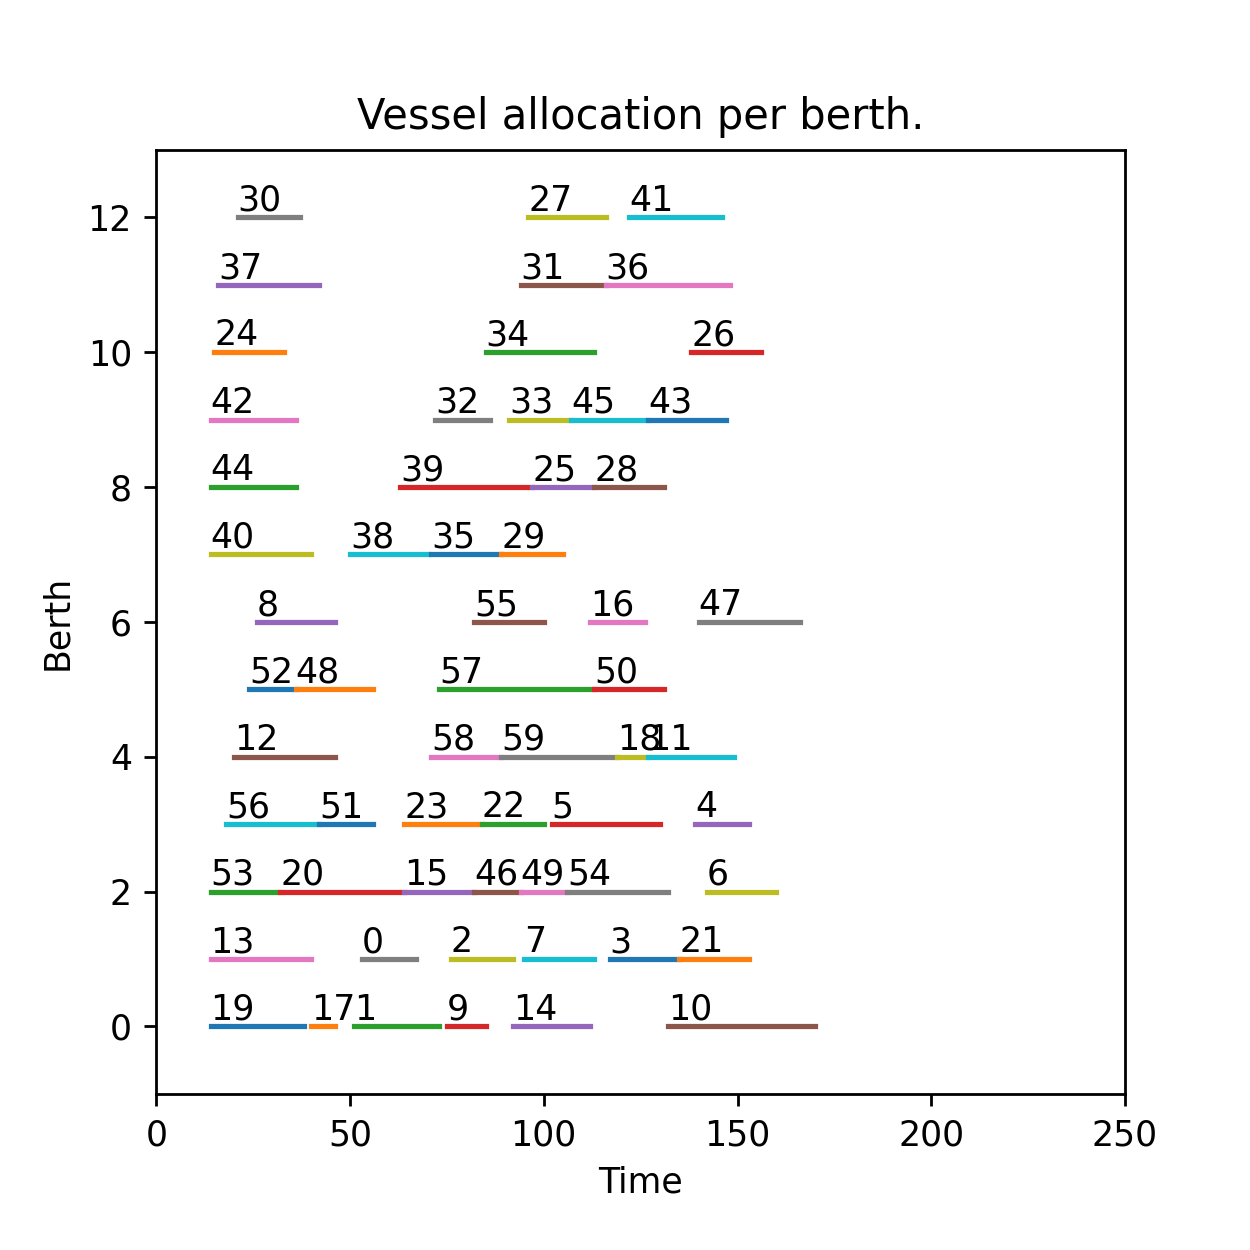 Vessel allocation per berth.
30 27 41
12
37 31 36
24 34 26
10
42 32 33 45 43
44 39 25 28
8
40 38 35 29
8 55 16 47
6
52 48 57 50
12 58 59 18 11
4
56 51 23 22 5 4
53 20 15 46 49 54 6
2
13 0 2 7 3 21
19 17 1 9 14 10
0
Berth
0 50 100 150 200 250
Time